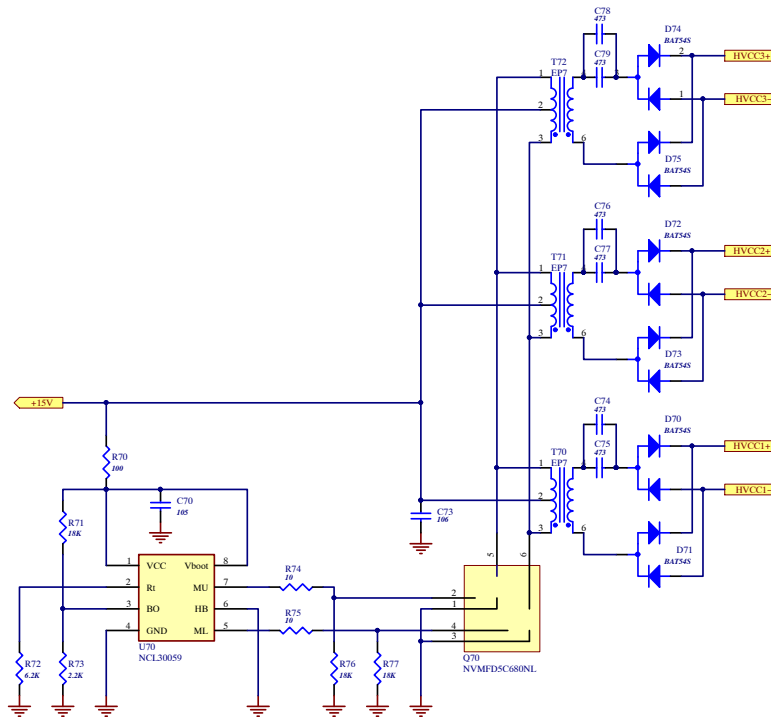 C78
473
C79
473
D74
BAT54S
2
HVCC3+
T72
EP7
1
4
3
2
1
HVCC3-
3
6
D75
BAT54S
C76
473
C77
473
D72
BAT54S
HVCC2+
T71
EP7
1
4
2
HVCC2-
3
6
D73
BAT54S
+15V
C74
473
C75
473
D70
BAT54S
HVCC1+
T70
EP7
1
4
2
HVCC1-
3
6
D71
BAT54S
R70
100
C70
105
R71
18K
C73
106
5
6
1
VCC
Vboot
8
2
Rt
MU
7
3
BO
HB
6
4
GND
ML
5
U70
NCL30059
R74
10
R75
10
2
1
4
3
Q70
NVMFD5C680NL
R72
6.2K
R73
2.2K
R76
18K
R77
18K